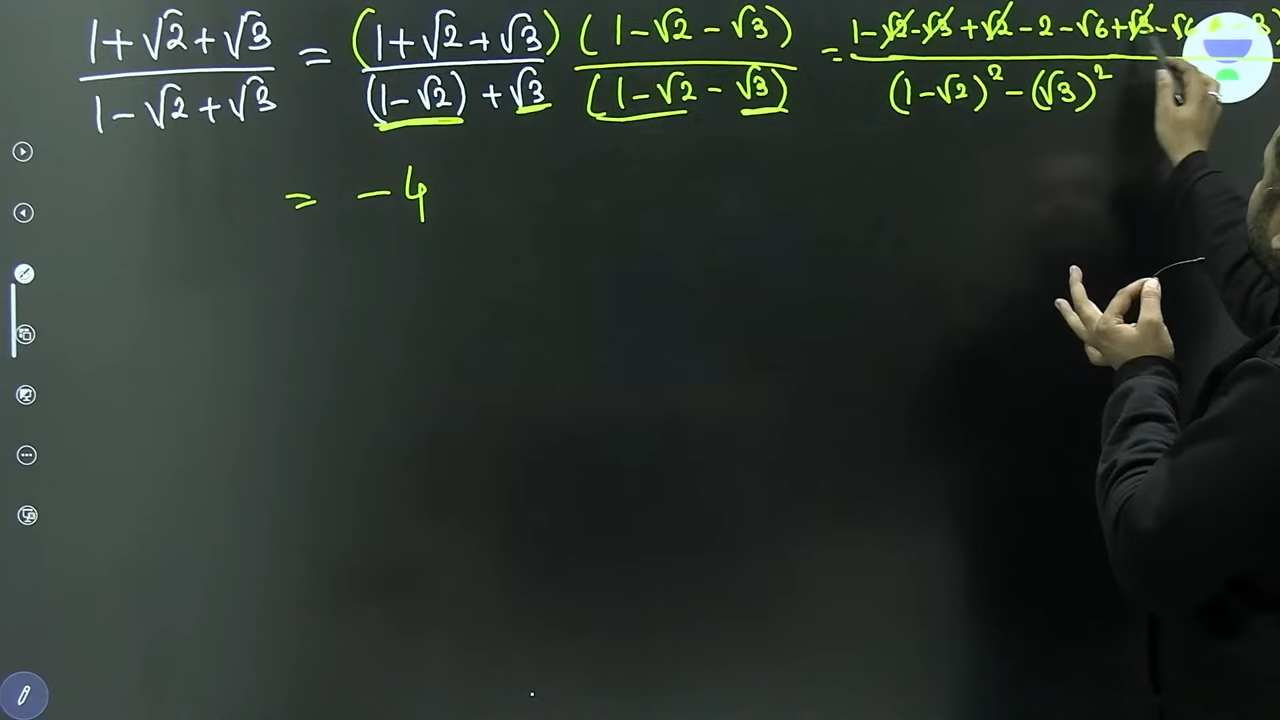 (1+√2+√3)/(1-√2+√3) = ((1+√2+√3)/((1-√2)+√3)) ((1-√2-√3)/(1-√2-√3)) = (1-√2-√3+√2-2-√6+√3-√6-3)/((1-√2)²-(√3)²)
= -4